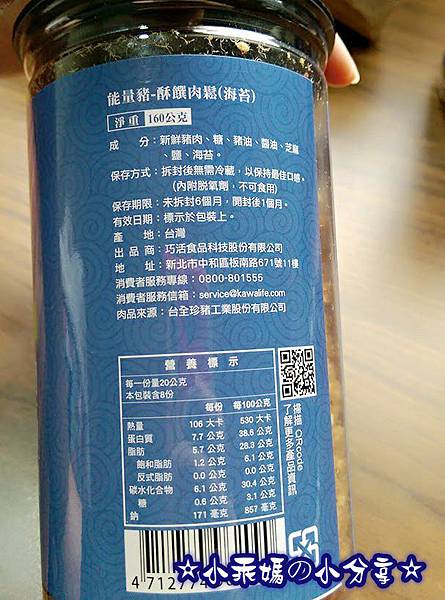 能量豬-酥饌肉鬆(海苔)
淨重 160公克
成　分：新鮮豬肉、糖、豬油、醬油、芝麻
、鹽、海苔。
保存方式：拆封後無需冷藏，以保持最佳口感。
(內附脫氧劑，不可食用)
保存期限：未拆封6個月，開封後1個月。
有效日期：標示於包裝上。
產　地：台灣
出 品 商：巧活食品科技股份有限公司
地　址：新北市中和區板南路671號11樓
消費者服務專線：0800-801555
消費者服務信箱：service@kawalife.com
肉品來源：台全珍豬工業股份有限公司
營養標示
每一份量20公克
本包裝含8份
每份 每100公克
熱量 106 大卡 530 大卡
蛋白質 7.7 公克 38.6 公克
脂肪 5.7 公克 28.3 公克
飽和脂肪 1.2 公克 6.1 公克
反式脂肪 0.0 公克 0.0 公克
碳水化合物 6.1 公克 30.4 公克
糖 0.6 公克 3.1 公克
鈉 171 毫克 857 毫克
掃描 QRcode
了解更多產品資訊
4 712774
☆小乖媽の小分享☆